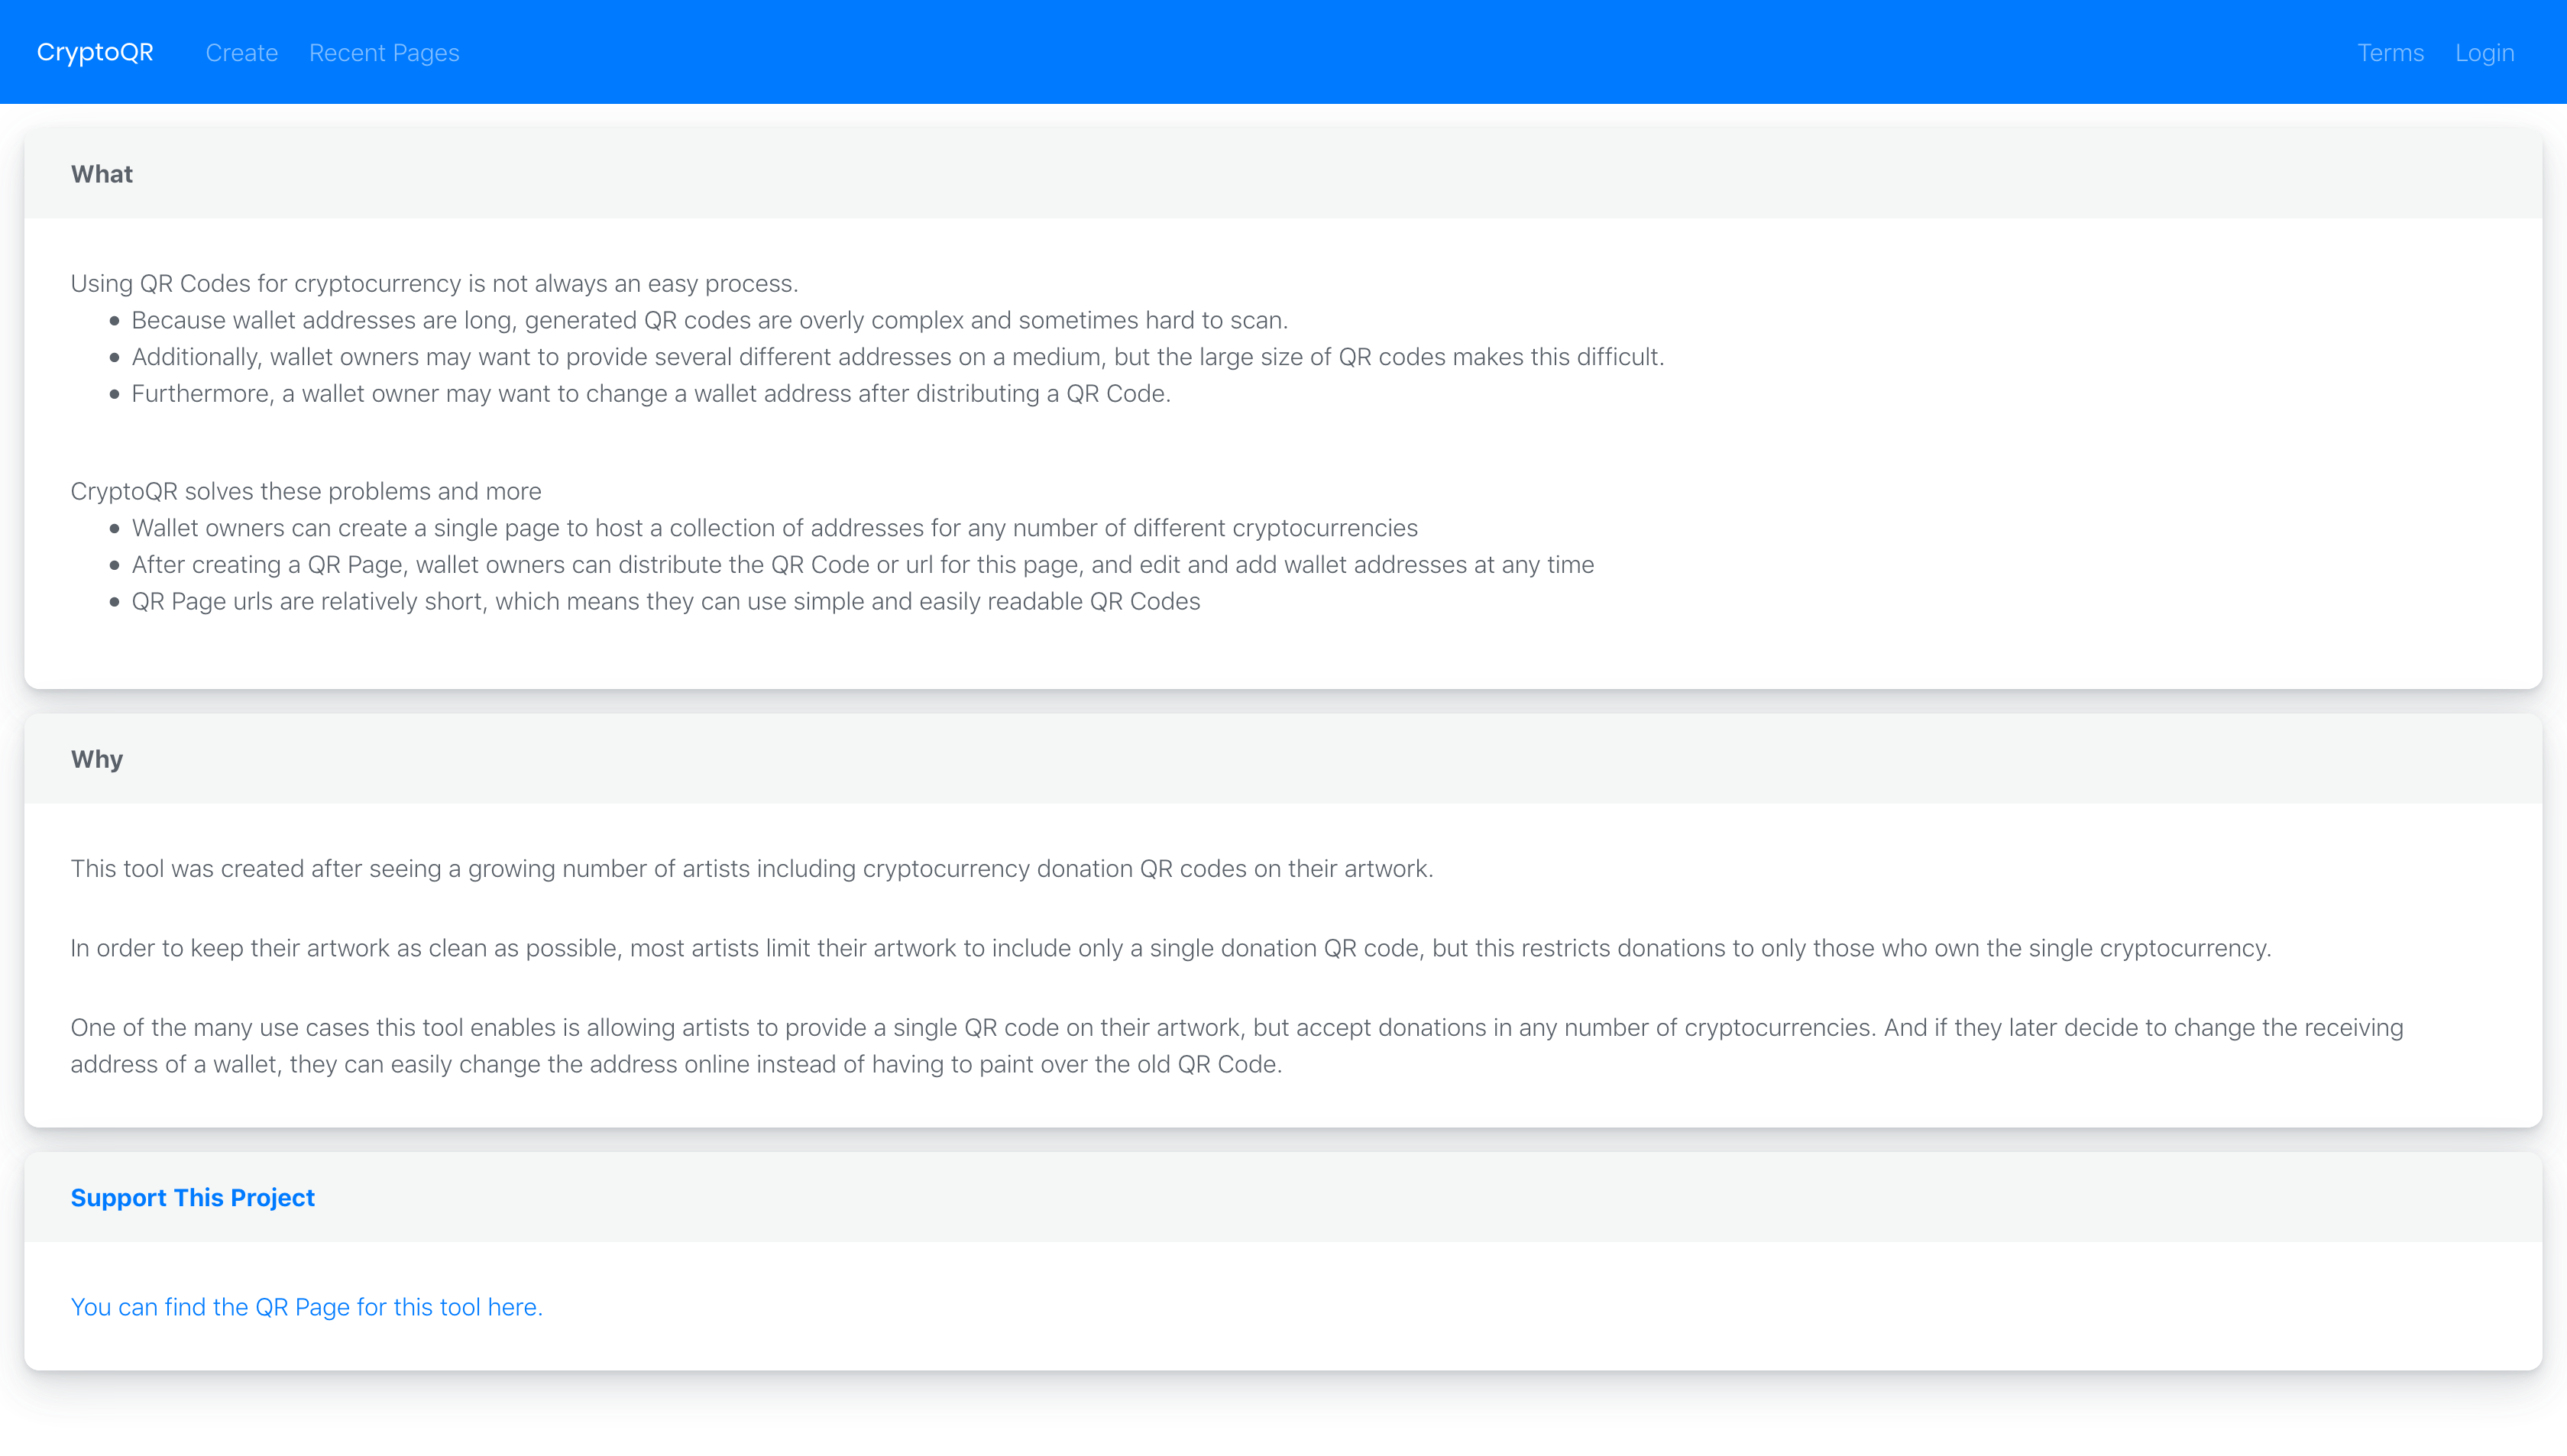 CryptoQR Create Recent Pages Terms Login
What
Using QR Codes for cryptocurrency is not always an easy process.
Because wallet addresses are long, generated QR codes are overly complex and sometimes hard to scan.
Additionally, wallet owners may want to provide several different addresses on a medium, but the large size of QR codes makes this difficult.
Furthermore, a wallet owner may want to change a wallet address after distributing a QR Code.
CryptoQR solves these problems and more
Wallet owners can create a single page to host a collection of addresses for any number of different cryptocurrencies
After creating a QR Page, wallet owners can distribute the QR Code or url for this page, and edit and add wallet addresses at any time
QR Page urls are relatively short, which means they can use simple and easily readable QR Codes
Why
This tool was created after seeing a growing number of artists including cryptocurrency donation QR codes on their artwork.
In order to keep their artwork as clean as possible, most artists limit their artwork to include only a single donation QR code, but this restricts donations to only those who own the single cryptocurrency.
One of the many use cases this tool enables is allowing artists to provide a single QR code on their artwork, but accept donations in any number of cryptocurrencies. And if they later decide to change the receiving
address of a wallet, they can easily change the address online instead of having to paint over the old QR Code.
Support This Project
You can find the QR Page for this tool here.